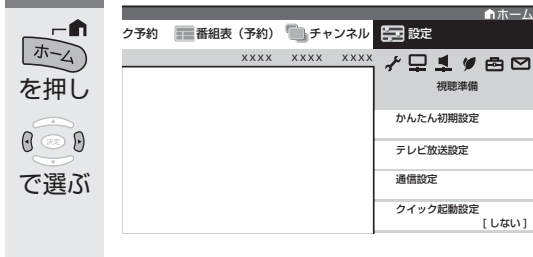 ホーム
を押し
決定
で選ぶ
ホーム
ク予約 番組表（予約） チャンネル 設定
xxxx xxxx xxxx
視聴準備
かんたん初期設定
テレビ放送設定
通信設定
クイック起動設定
[しない]